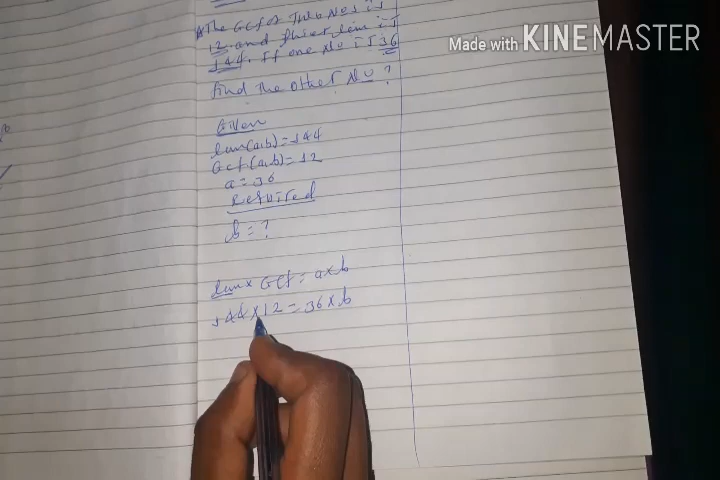 The GCF of Two Nos is
12 and their lcm is
144. If one No is 36
find the other No?
Given
lcm(a,b)=144
GCF(a,b)=12
a=36
Required
b=?
lcm× GCF= a×b
144×12=36×b
Made with KINEMASTER